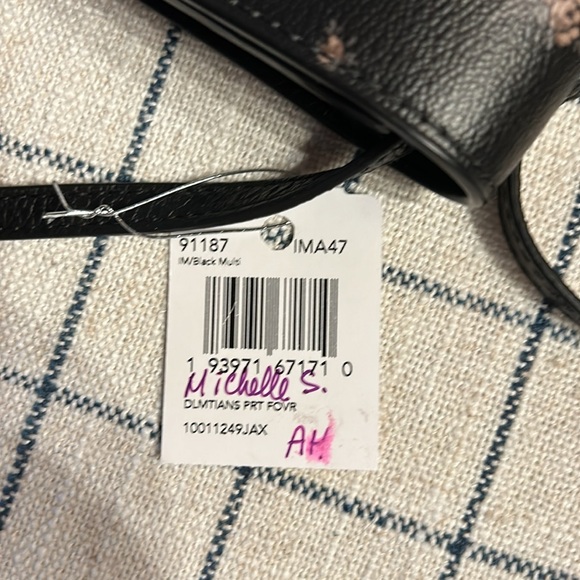 91187 IMA47
IM/Black Multi
1 93971 67171 0
Michelle S.
DLMTIANS PRT FOVR
10011249JAX
AH